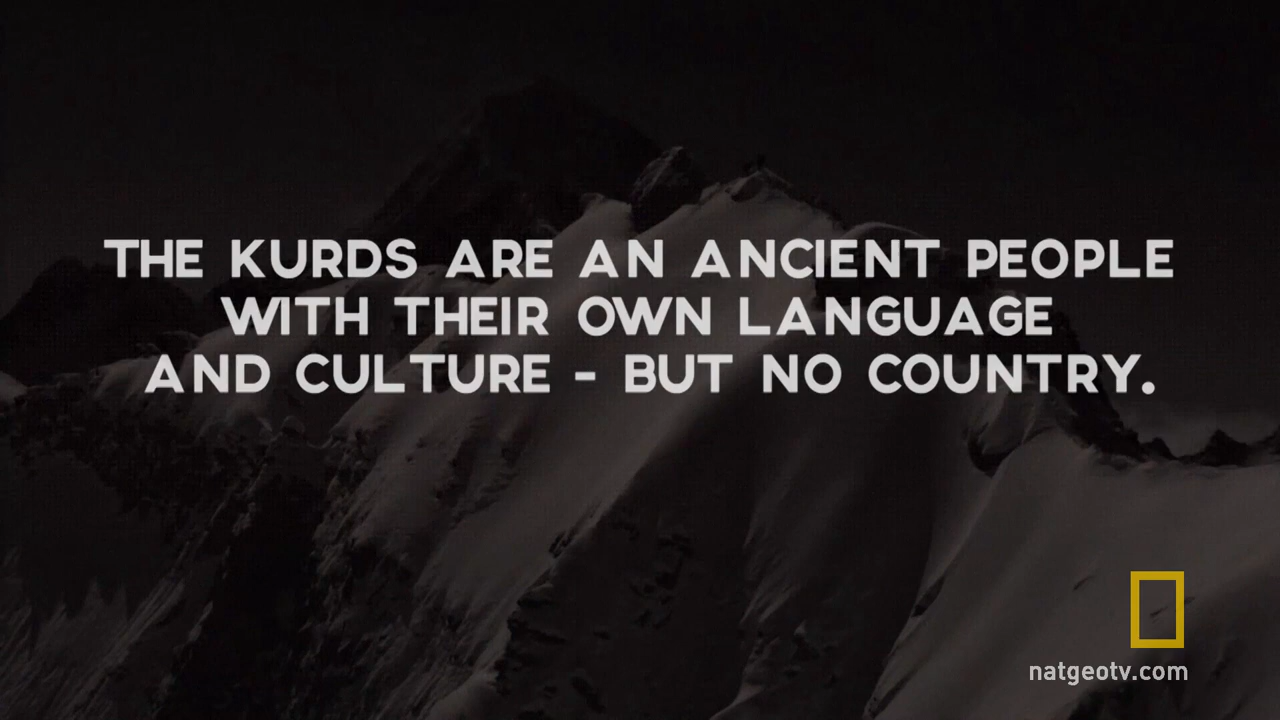 THE KURDS ARE AN ANCIENT PEOPLE
WITH THEIR OWN LANGUAGE
AND CULTURE - BUT NO COUNTRY.
natgeotv.com